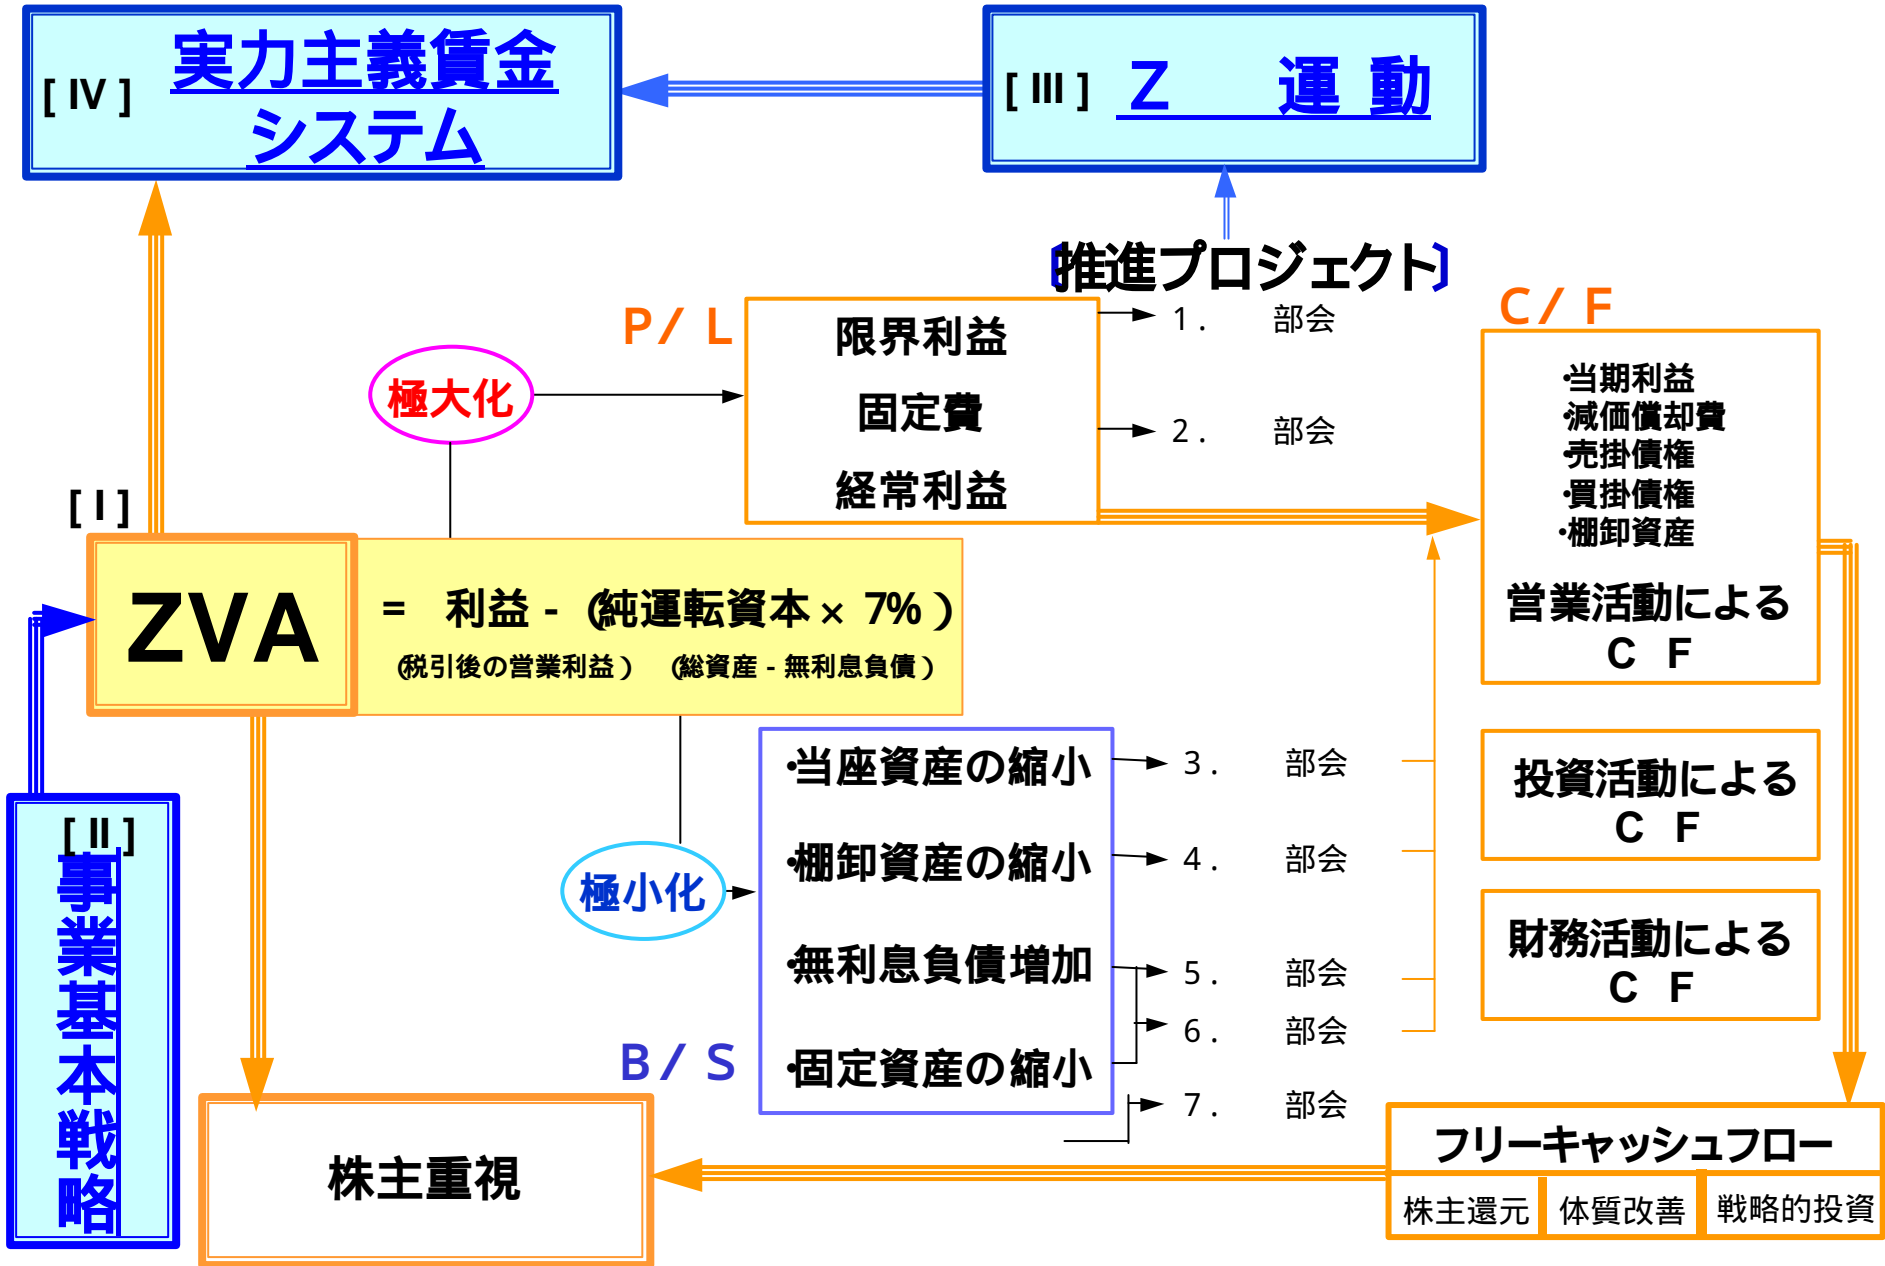 [ Ⅳ ]
実力主義賃金
システム
[ Ⅲ ]
Z 運 動
〔推進プロジェクト〕
P/ L
限界利益
固定費
経常利益
1 . 部会
2 . 部会
C/ F
・当期利益
・減価償却費
・売掛債権
・買掛債権
・棚卸資産
営業活動による
C F
極大化
[ Ⅰ ]
ZVA
= 利益 - (純運転資本 × 7% )
(税引後の営業利益) (総資産 - 無利息負債)
[ Ⅱ ]
事業基本戦略
極小化
B/ S
・当座資産の縮小
・棚卸資産の縮小
・無利息負債増加
・固定資産の縮小
3 . 部会
4 . 部会
5 . 部会
6 . 部会
7 . 部会
投資活動による
C F
財務活動による
C F
株主重視
フリーキャッシュフロー
株主還元 体質改善 戦略的投資